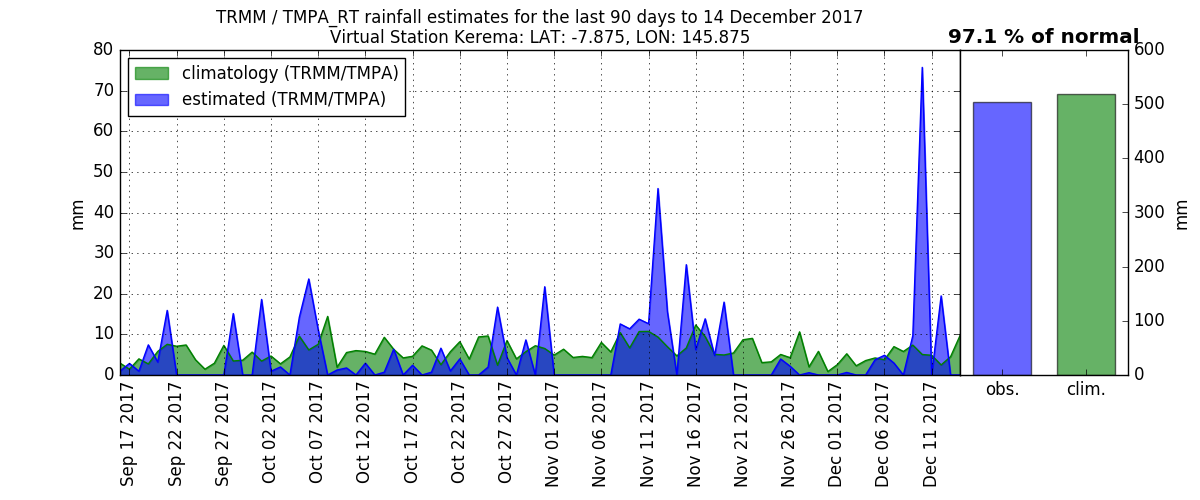 TRMM / TMPA_RT rainfall estimates for the last 90 days to 14 December 2017
Virtual Station Kerema: LAT: -7.875, LON: 145.875
97.1 % of normal
climatology (TRMM/TMPA)
estimated (TRMM/TMPA)
mm
80
70
60
50
40
30
20
10
0
Sep 17 2017
Sep 22 2017
Sep 27 2017
Oct 02 2017
Oct 07 2017
Oct 12 2017
Oct 17 2017
Oct 22 2017
Oct 27 2017
Nov 01 2017
Nov 06 2017
Nov 11 2017
Nov 16 2017
Nov 21 2017
Nov 26 2017
Dec 01 2017
Dec 06 2017
Dec 11 2017
obs.
clim.
600
500
400
300
200
100
0
mm